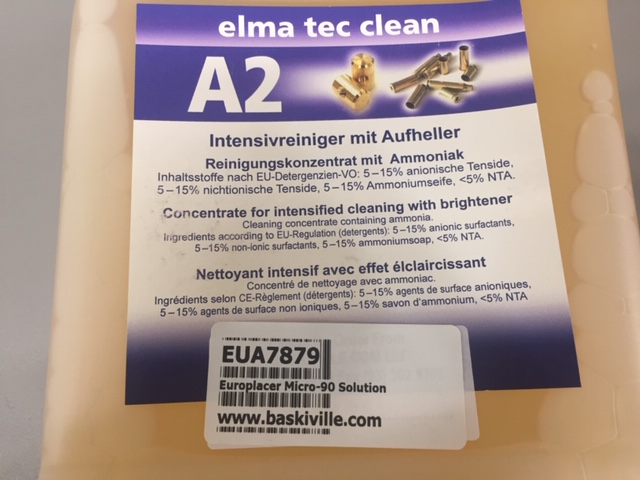 elma tec clean
A2
Intensivreiniger mit Aufheller
Reinigungskonzentrat mit Ammoniak
Inhaltsstoffe nach EU-Detergenzien-VO: 5–15% anionische Tenside,
5–15% nichtionische Tenside, 5–15% Ammoniumseife, <5% NTA.
Concentrate for intensified cleaning with brightener
Cleaning concentrate containing ammonia.
Ingredients according to EU-Regulation (detergents): 5–15% anionic surfactants,
5–15% non-ionic surfactants, 5–15% ammoniumsoap, <5% NTA.
Nettoyant intensif avec effet élclaircissant
Concentré de nettoyage avec ammoniac.
Ingrédients selon CE-Règlement (détergents): 5–15% agents de surface anioniques,
5–15% agents de surface non ioniques, 5–15% savon d'ammonium, <5% NTA
EUA7879
Europlacer Micro-90 Solution
www.baskiville.com